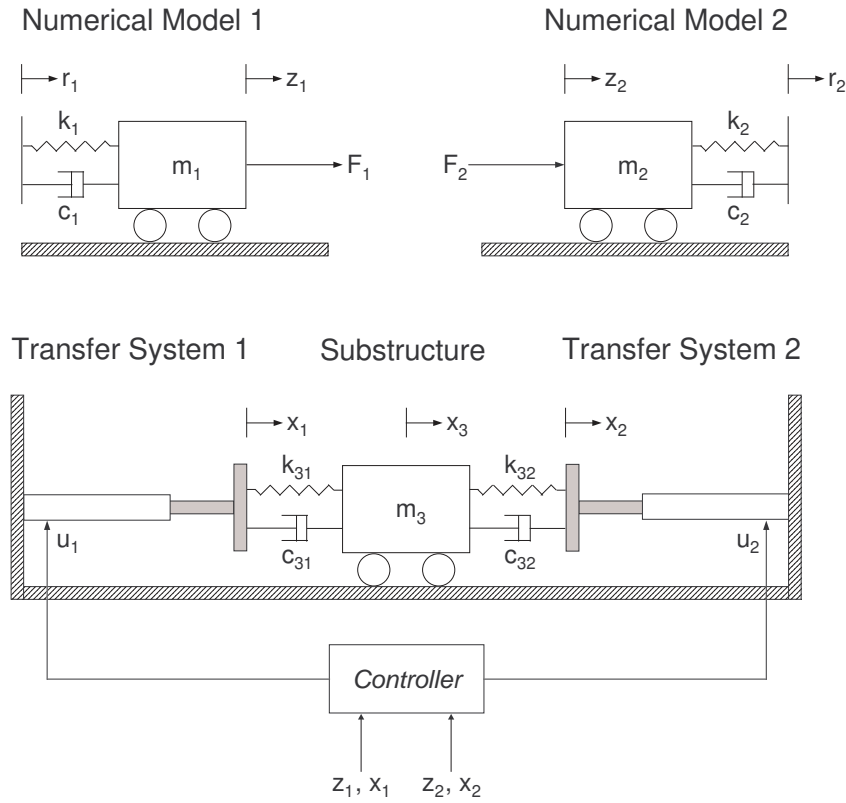 Numerical Model 1
Numerical Model 2
r1
z1
z2
r2
k1
k2
m1
F1
F2
m2
c1
c2
Transfer System 1
Substructure
Transfer System 2
x1
x3
x2
k31
k32
m3
u1
c31
c32
u2
Controller
z1, x1
z2, x2